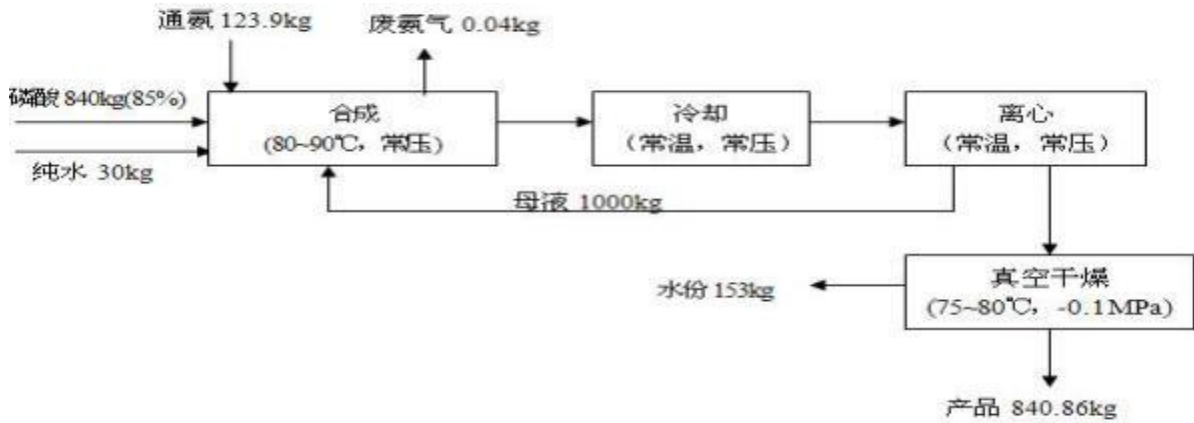 通氨 123.9kg
废氨气 0.04kg
磷酸 840kg(85%)
纯水 30kg
合成
(80~90℃, 常压)
冷却
(常温, 常压)
离心
(常温, 常压)
母液 1000kg
水份 153kg
真空干燥
(75~80℃, -0.1MPa)
产品 840.86kg